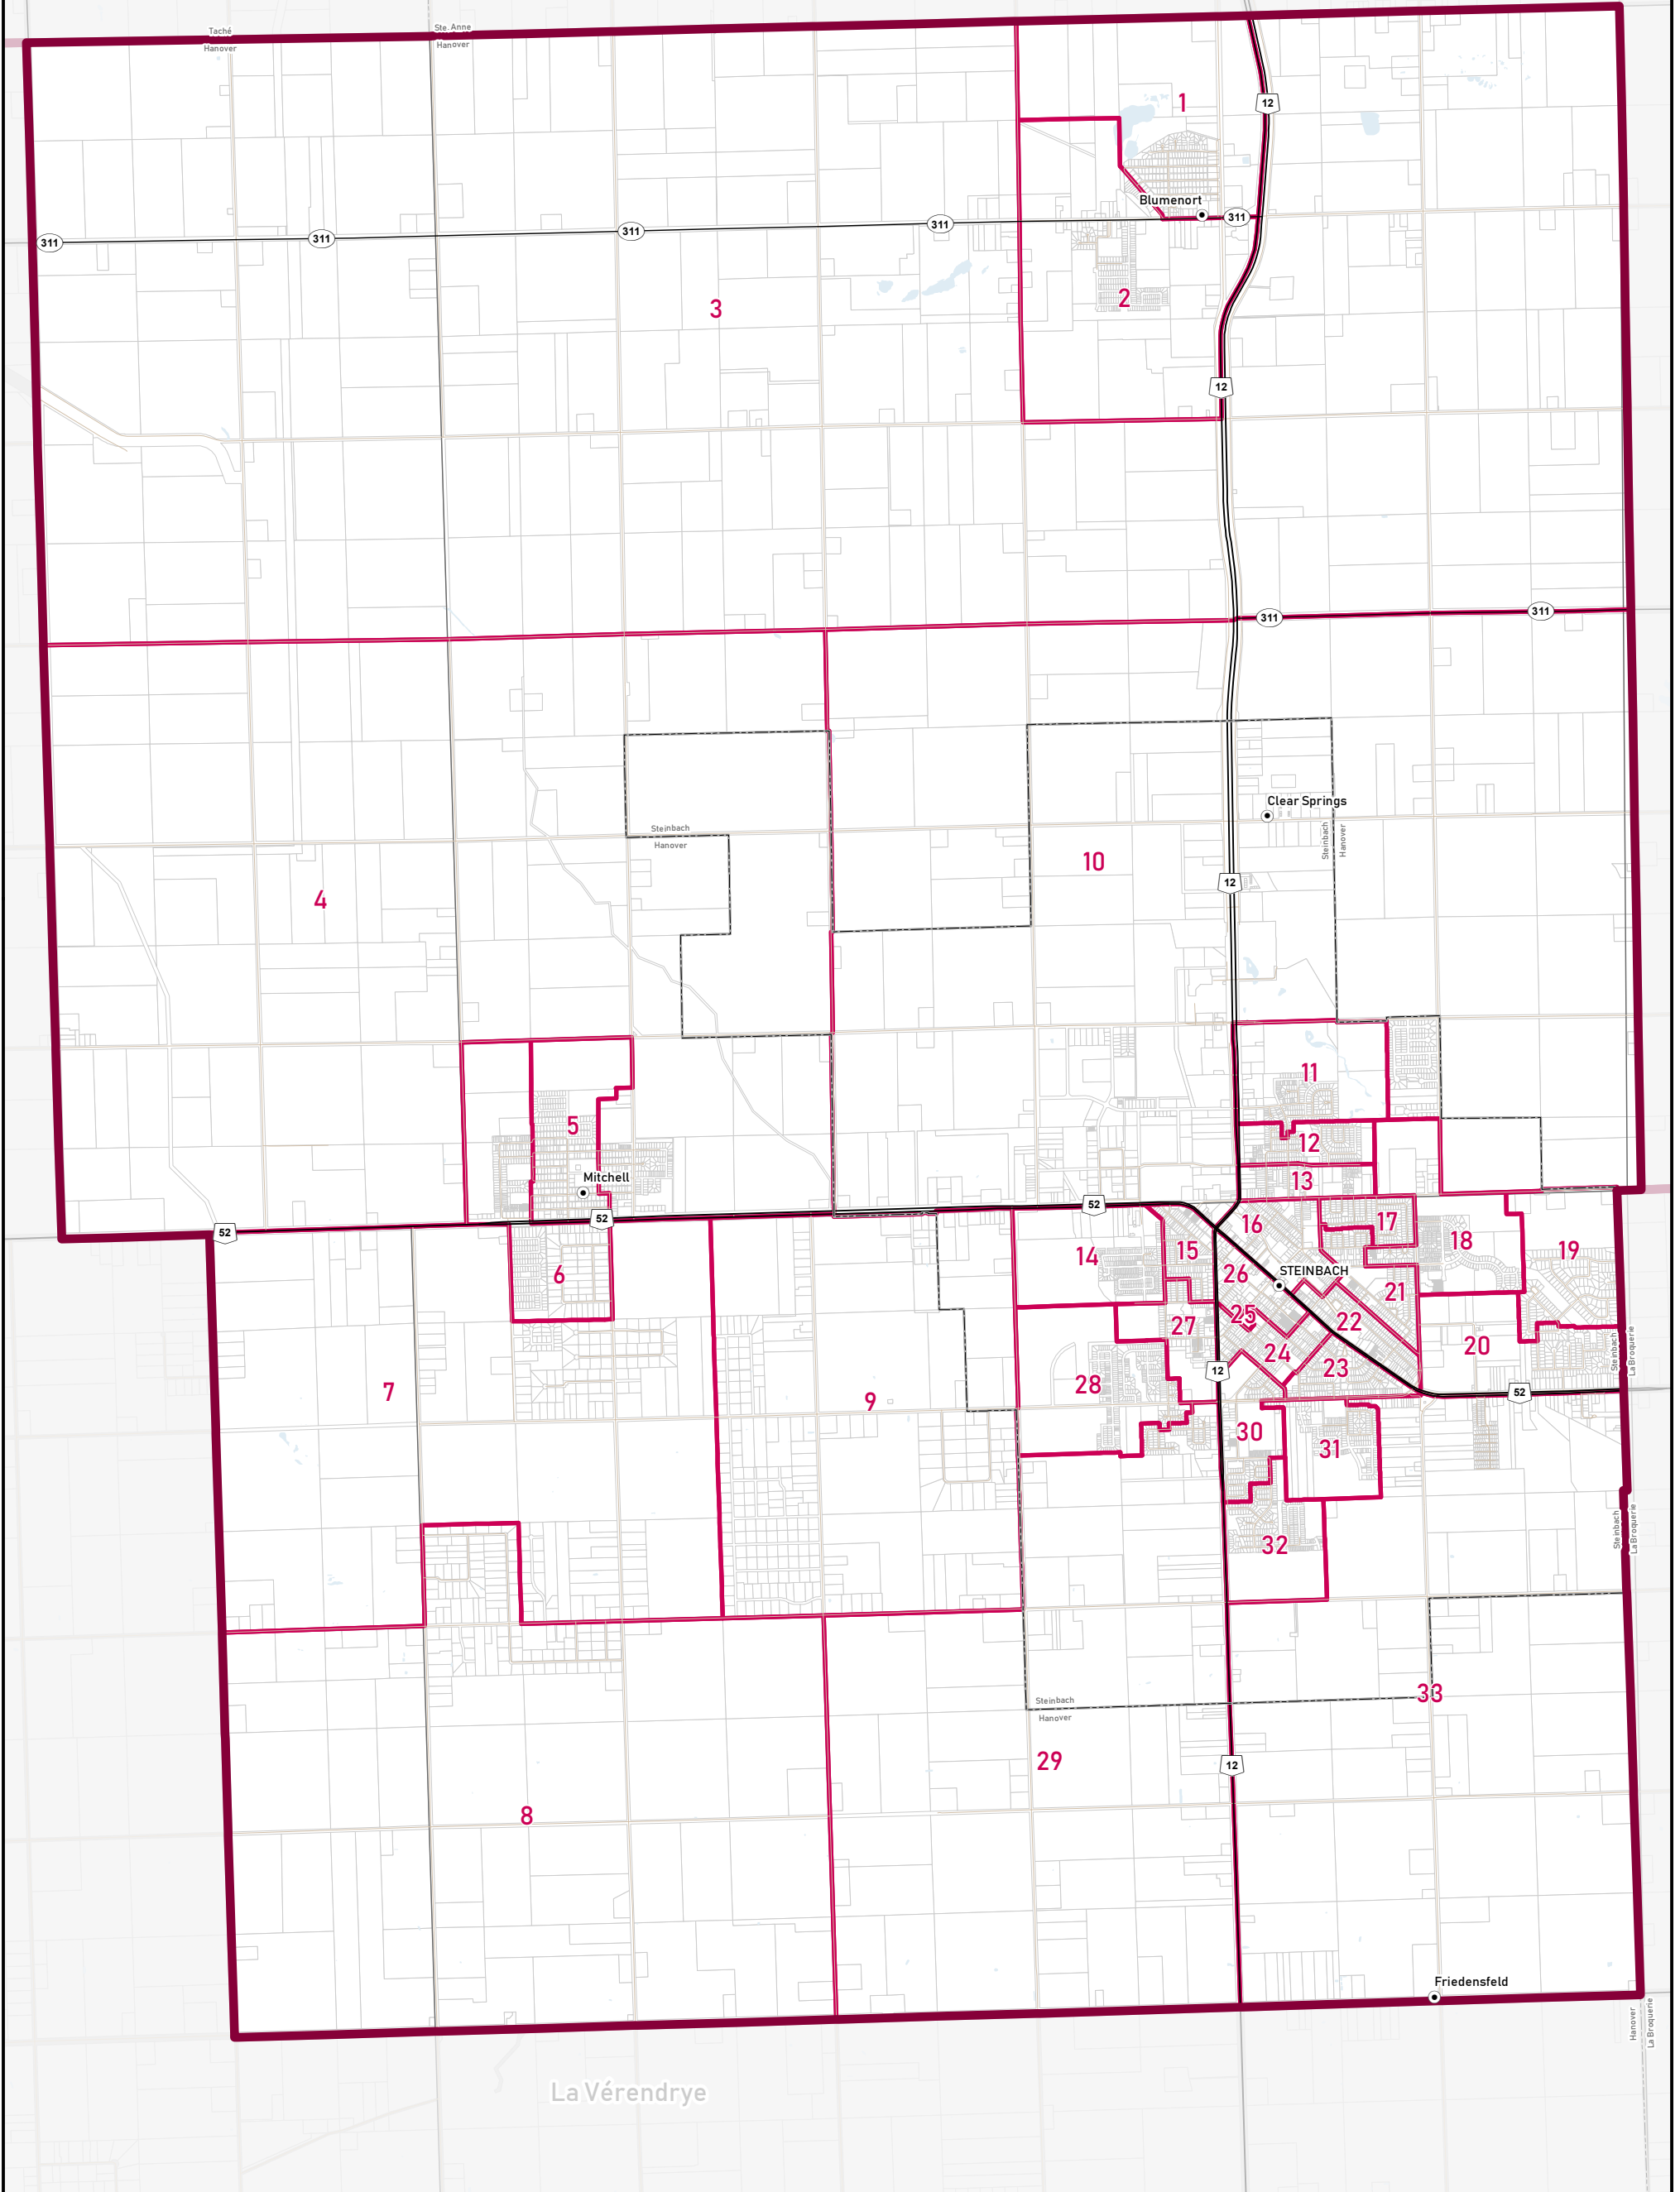 Taché
Hanover
Ste. Anne
Hanover
1
12
Blumenort
311
311
311
311
311
2
3
12
311
311
Clear Springs
Steinbach
Hanover
Steinbach
Hanover
10
12
4
11
5
12
13
Mitchell
52
52
52
16
17
18
19
14
15
6
26
STEINBACH
21
25
27
22
20
24
23
Steinbach
La Broquerie
12
28
7
9
52
30
31
32
Steinbach
La Broquerie
33
Steinbach
Hanover
29
12
8
Friedensfeld
Hanover
La Broquerie
La Vérendrye